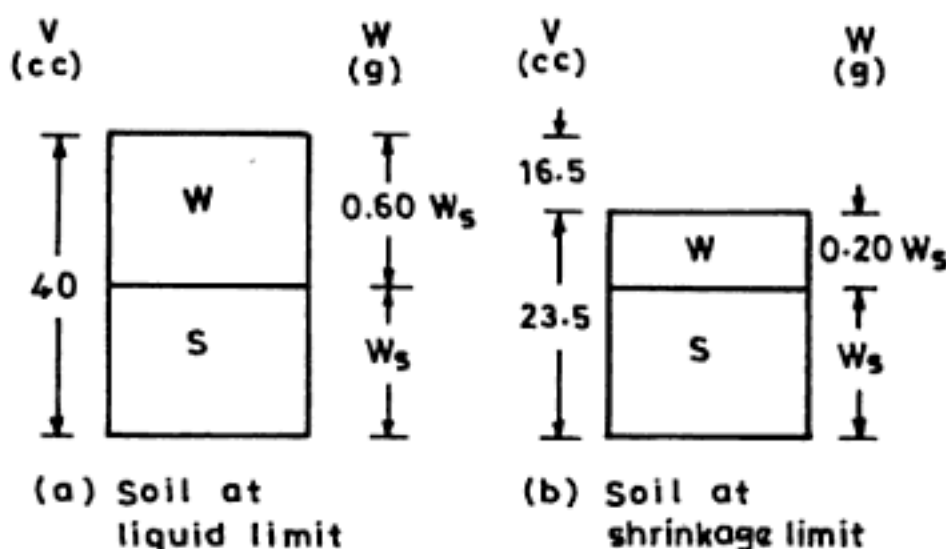 V W V W
(cc) (g) (cc) (g)
16.5
W 0.60 Ws
W 0.20 Ws
40
23.5
S Ws S Ws
(a) Soil at (b) Soil at
liquid limit shrinkage limit